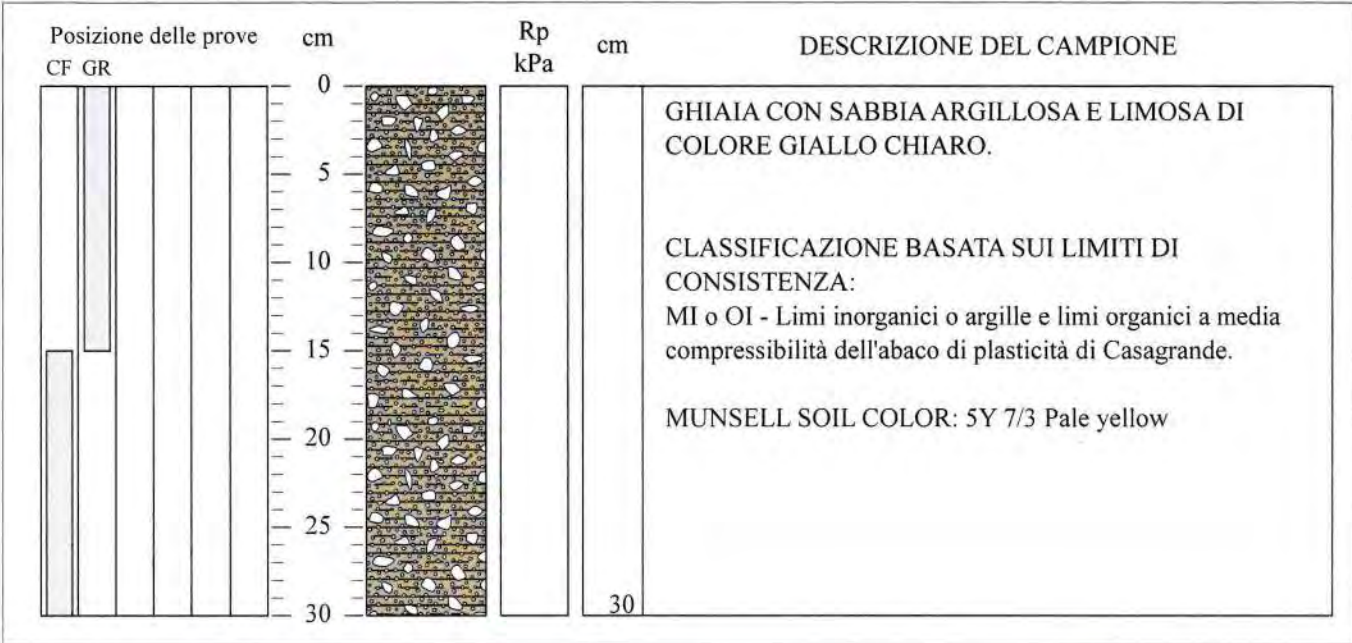 Posizione delle prove
CF GR
cm
Rp
kPa
cm
DESCRIZIONE DEL CAMPIONE
0
5
10
15
20
25
30
30
GHIAIA CON SABBIA ARGILLOSA E LIMOSA DI
COLORE GIALLO CHIARO.
CLASSIFICAZIONE BASATA SUI LIMITI DI
CONSISTENZA:
MI o OI - Limi inorganici o argille e limi organici a media
compressibilità dell'abaco di plasticità di Casagrande.
MUNSELL SOIL COLOR: 5Y 7/3 Pale yellow